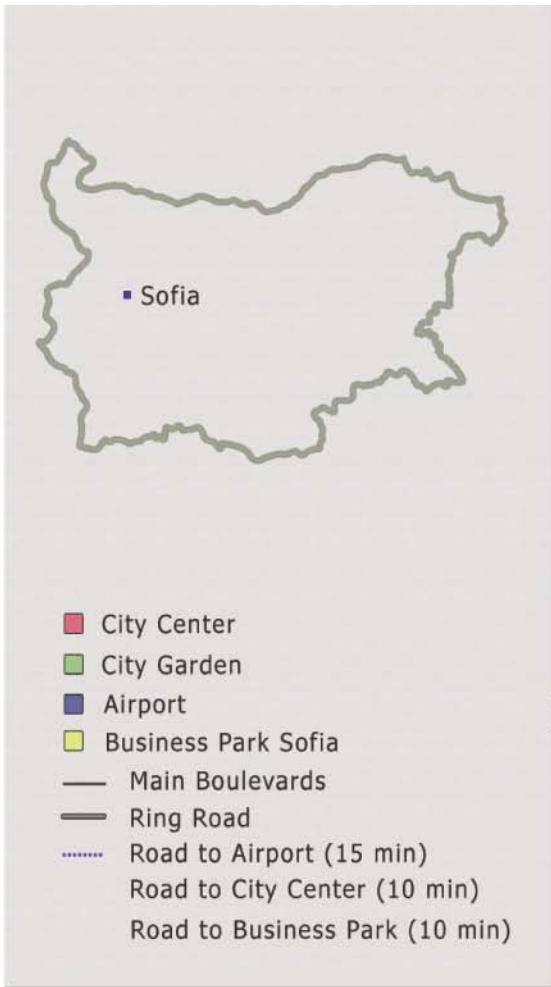 Sofia
City Center
City Garden
Airport
Business Park Sofia
Main Boulevards
Ring Road
Road to Airport (15 min)
Road to City Center (10 min)
Road to Business Park (10 min)